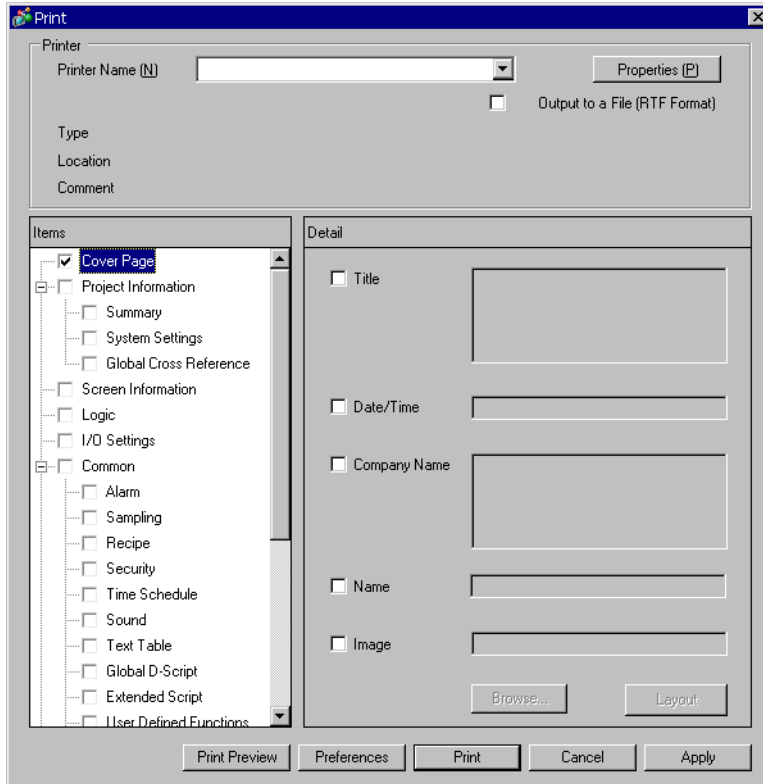 Print
Printer
Printer Name (N)
Properties (P)
Output to a File (RTF Format)
Type
Location
Comment
Items
Cover Page
Project Information
Summary
System Settings
Global Cross Reference
Screen Information
Logic
I/O Settings
Common
Alarm
Sampling
Recipe
Security
Time Schedule
Sound
Text Table
Global D-Script
Extended Script
User Defined Functions
Detail
Title
Date/Time
Company Name
Name
Image
Browse...
Layout
Print Preview
Preferences
Print
Cancel
Apply